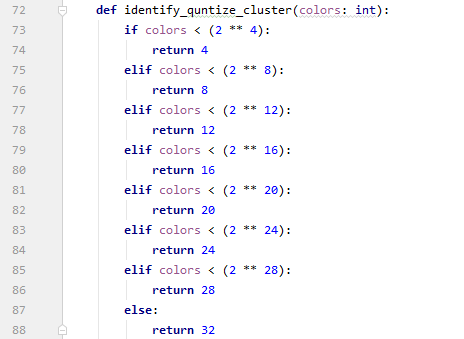 72 def identify_quntize_cluster(colors: int):
73 if colors < (2 ** 4):
74 return 4
75 elif colors < (2 ** 8):
76 return 8
77 elif colors < (2 ** 12):
78 return 12
79 elif colors < (2 ** 16):
80 return 16
81 elif colors < (2 ** 20):
82 return 20
83 elif colors < (2 ** 24):
84 return 24
85 elif colors < (2 ** 28):
86 return 28
87 else:
88 return 32